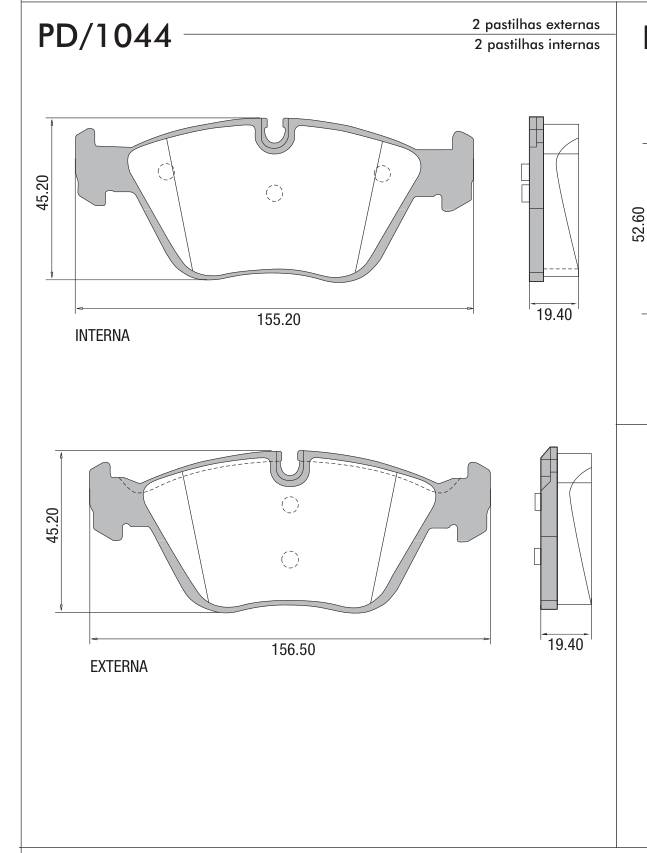 PD/1044
2 pastilhas externas
2 pastilhas internas
45.20
155.20
19.40
INTERNA
52.60
45.20
156.50
19.40
EXTERNA